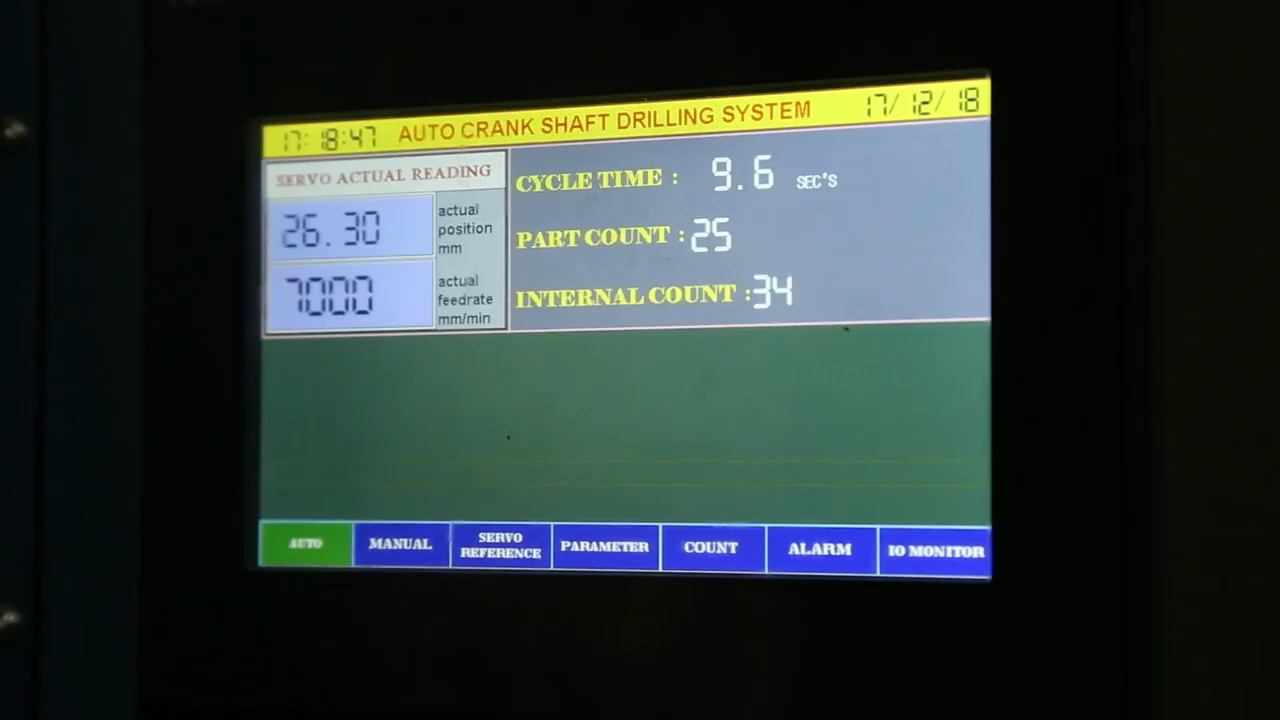 17:18:47 AUTO CRANK SHAFT DRILLING SYSTEM 17/12/18
SERVO ACTUAL READING
26.30 actual position mm
7000 actual feedrate mm/min
CYCLE TIME : 9.6 SEC'S
PART COUNT : 25
INTERNAL COUNT : 34
AUTO MANUAL SERVO REFERENCE PARAMETER COUNT ALARM IO MONITOR